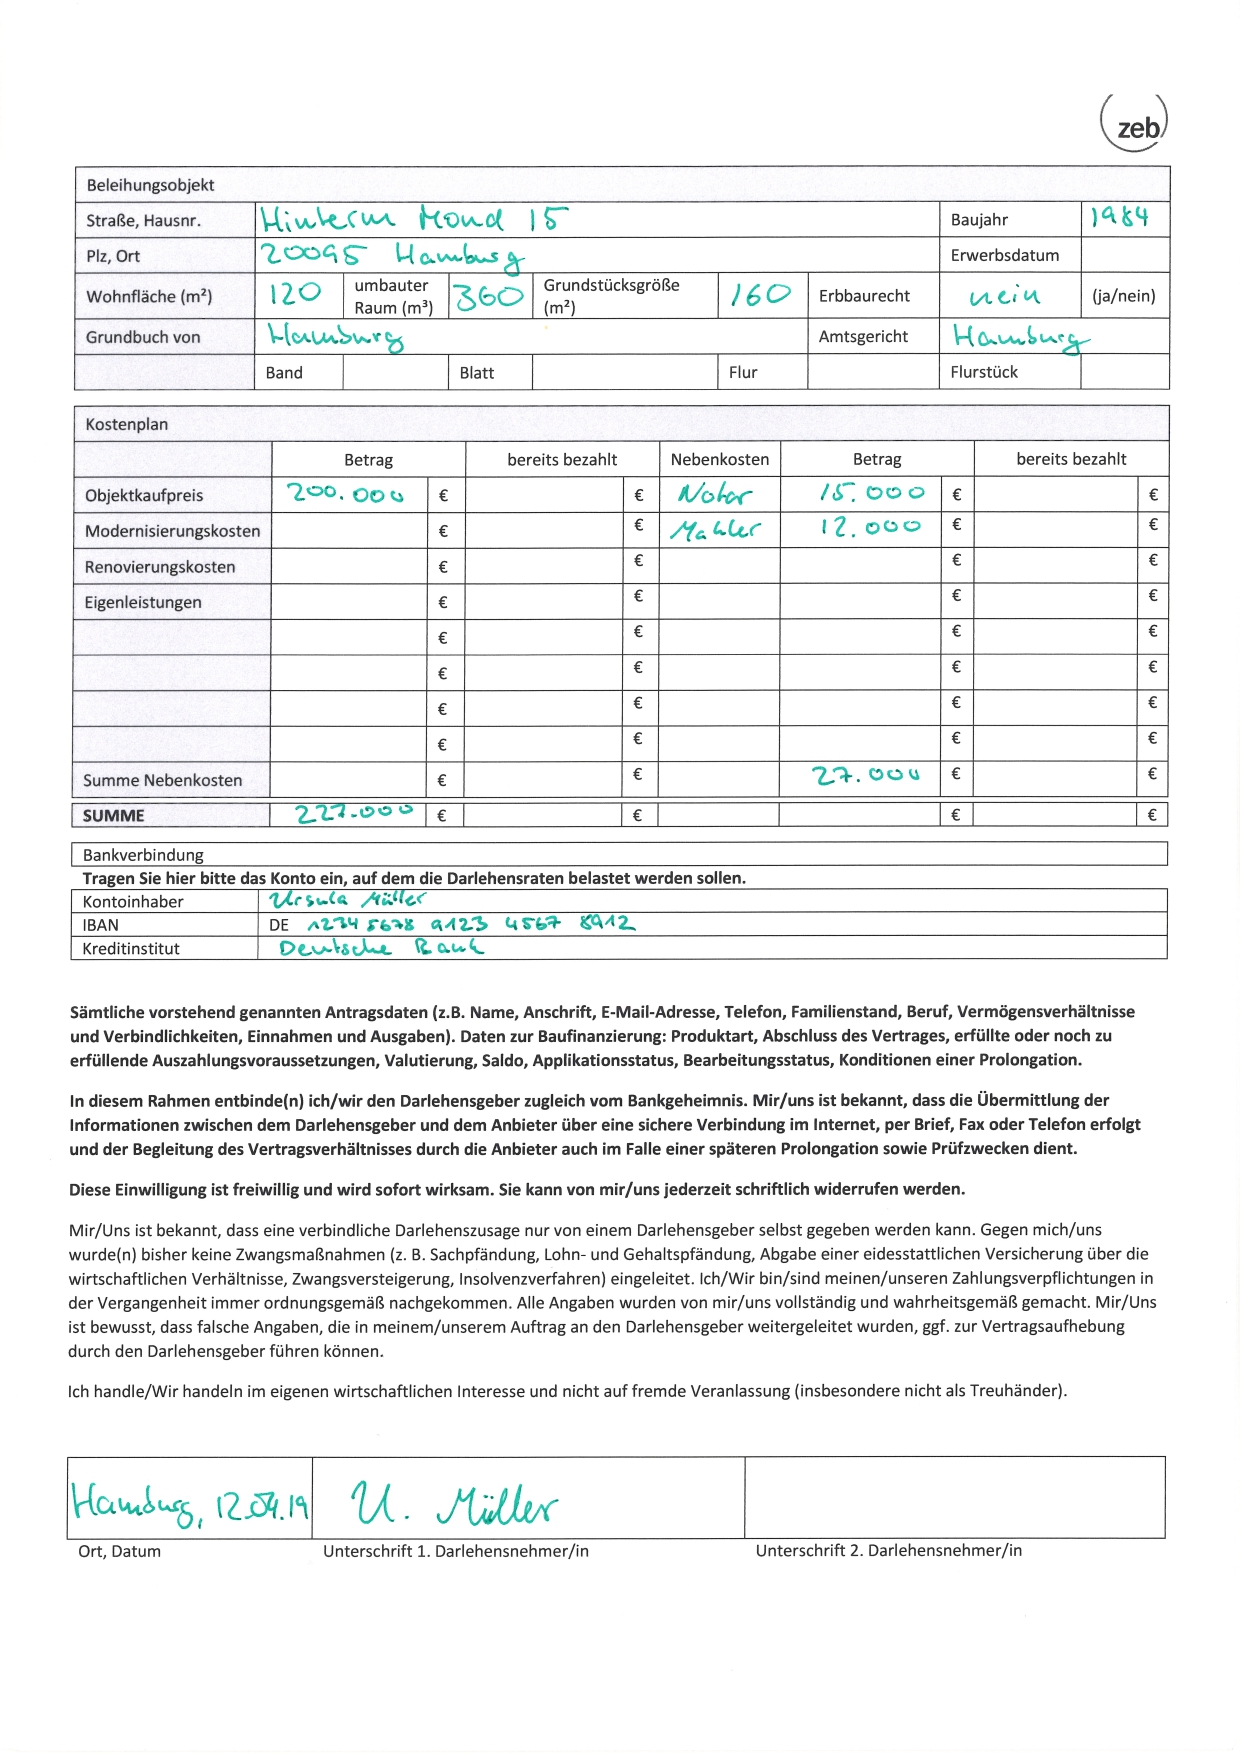 zeb
Beleihungsobjekt
Straße, Hausnr. Hinterm Mond 15 Baujahr 1984
Plz, Ort 20095 Hamburg Erwerbsdatum
Wohnfläche (m²) 120 umbauter Raum (m³) 360 Grundstücksgröße (m²) 160 Erbbaurecht nein (ja/nein)
Grundbuch von Hamburg Amtsgericht Hamburg
Band Blatt Flur Flurstück
Kostenplan
Betrag bereits bezahlt Nebenkosten Betrag bereits bezahlt
Objektkaufpreis 200.000 € € Notar 15.000 € €
Modernisierungskosten € € Mahler 12.000 € €
Renovierungskosten € € € €
Eigenleistungen € € € €
€ € € €
€ € € €
€ € € €
€ € € €
Summe Nebenkosten € € 27.000 € €
SUMME 227.000 € € € €
Bankverbindung
Tragen Sie hier bitte das Konto ein, auf dem die Darlehensraten belastet werden sollen.
Kontoinhaber Ursula Müller
IBAN DE 1234 5678 9123 4567 8912
Kreditinstitut Deutsche Bank
Sämtliche vorstehend genannten Antragsdaten (z.B. Name, Anschrift, E-Mail-Adresse, Telefon, Familienstand, Beruf, Vermögensverhältnisse
und Verbindlichkeiten, Einnahmen und Ausgaben). Daten zur Baufinanzierung: Produktart, Abschluss des Vertrages, erfüllte oder noch zu
erfüllende Auszahlungsvoraussetzungen, Valutierung, Saldo, Applikationsstatus, Bearbeitungsstatus, Konditionen einer Prolongation.
In diesem Rahmen entbinde(n) ich/wir den Darlehensgeber zugleich vom Bankgeheimnis. Mir/uns ist bekannt, dass die Übermittlung der
Informationen zwischen dem Darlehensgeber und dem Anbieter über eine sichere Verbindung im Internet, per Brief, Fax oder Telefon erfolgt
und der Begleitung des Vertragsverhältnisses durch die Anbieter auch im Falle einer späteren Prolongation sowie Prüfzwecken dient.
Diese Einwilligung ist freiwillig und wird sofort wirksam. Sie kann von mir/uns jederzeit schriftlich widerrufen werden.
Mir/Uns ist bekannt, dass eine verbindliche Darlehenszusage nur von einem Darlehensgeber selbst gegeben werden kann. Gegen mich/uns
wurde(n) bisher keine Zwangsmaßnahmen (z. B. Sachpfändung, Lohn- und Gehaltspfändung, Abgabe einer eidesstattlichen Versicherung über die
wirtschaftlichen Verhältnisse, Zwangsversteigerung, Insolvenzverfahren) eingeleitet. Ich/Wir bin/sind meinen/unseren Zahlungsverpflichtungen in
der Vergangenheit immer ordnungsgemäß nachgekommen. Alle Angaben wurden von mir/uns vollständig und wahrheitsgemäß gemacht. Mir/Uns
ist bewusst, dass falsche Angaben, die in meinem/unserem Auftrag an den Darlehensgeber weitergeleitet wurden, ggf. zur Vertragsaufhebung
durch den Darlehensgeber führen können.
Ich handle/Wir handeln im eigenen wirtschaftlichen Interesse und nicht auf fremde Veranlassung (insbesondere nicht als Treuhänder).
Hamburg, 12.04.19 U. Müller
Ort, Datum Unterschrift 1. Darlehensnehmer/in Unterschrift 2. Darlehensnehmer/in